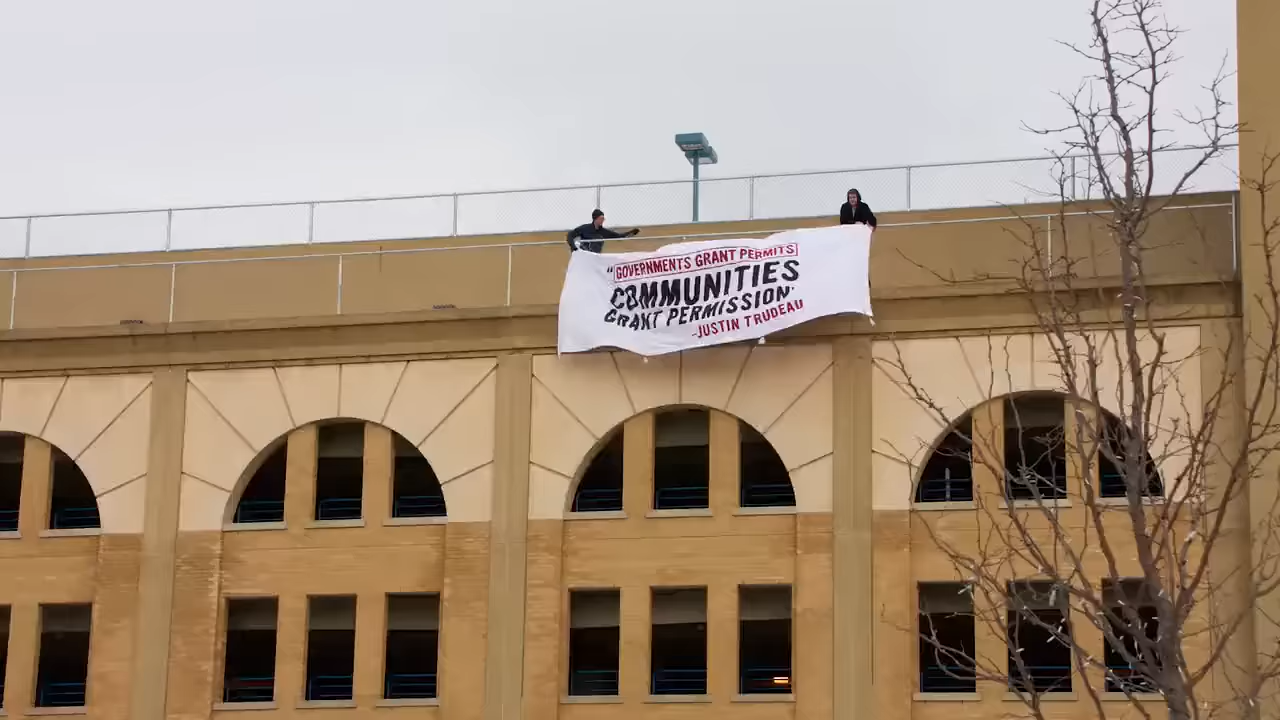 "GOVERNMENTS GRANT PERMITS
COMMUNITIES
GRANT PERMISSION"
-JUSTIN TRUDEAU